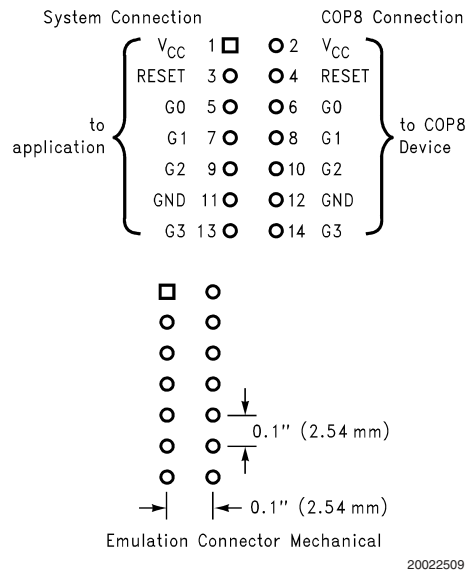 System Connection COP8 Connection
VCC 1 2 VCC
RESET 3 4 RESET
G0 5 6 G0
to application
G1 7 8 G1
to COP8 Device
G2 9 10 G2
GND 11 12 GND
G3 13 14 G3
0.1" (2.54 mm)
0.1" (2.54 mm)
Emulation Connector Mechanical
20022509